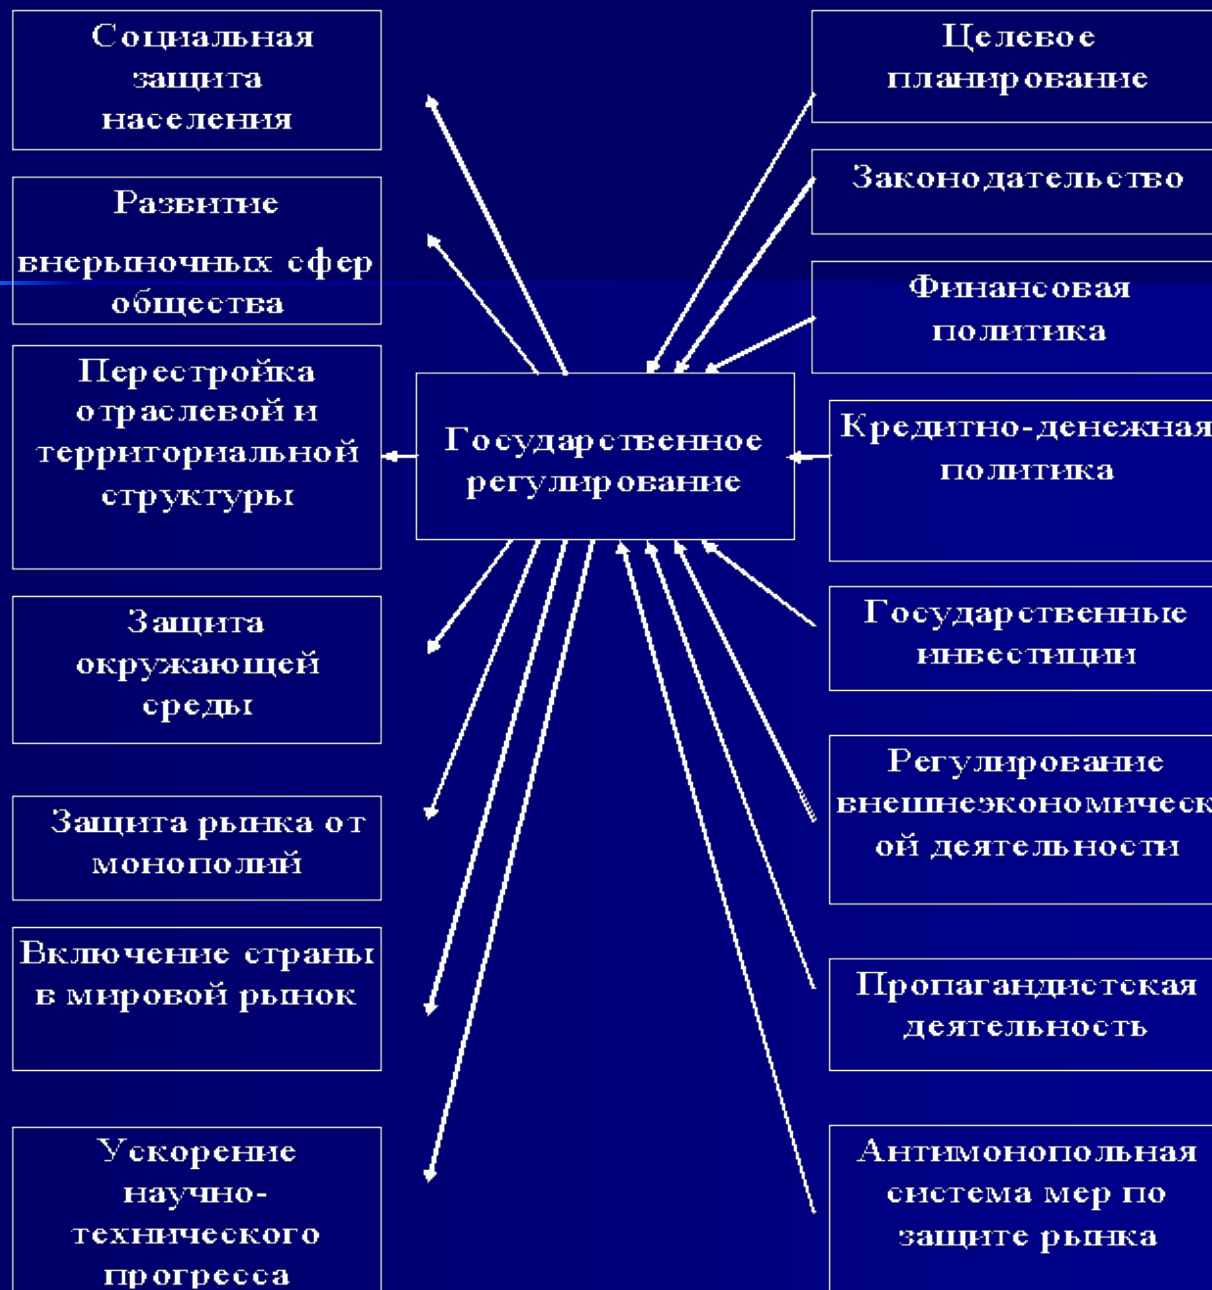 Социальная
защита
населения
Развитие
внерыночных сфер
общества
Перестройка
отраслевой и
территориальной
структуры
Защита
окружающей
среды
Защита рынка от
монополий
Включение страны
в мировой рынок
Ускорение
научно-
технического
прогресса
Государственное
регулирование
Целевое
планирование
Законодательство
Финансовая
политика
Кредитно-денежная
политика
Государственные
инвестиции
Регулирование
внешнеэкономическ
ой деятельности
Пропагандистская
деятельность
Антимонопольная
система мер по
защите рынка